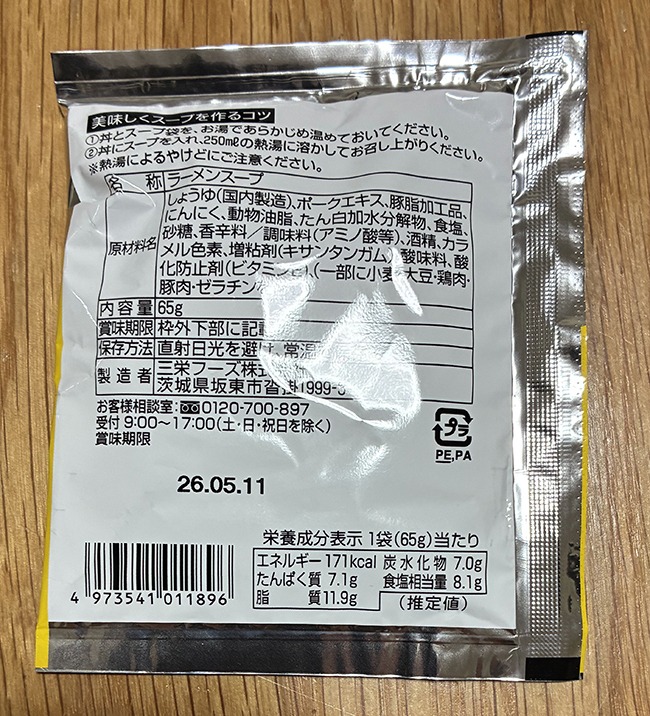 美味しくスープを作るコツ
①丼とスープ袋を、お湯であらかじめ温めておいてください。
②丼にスープを入れ、250mlの熱湯に溶かしてお召し上がりください。
※熱湯によるやけどにご注意ください。
名 称 ラーメンスープ
原材料名 しょうゆ(国内製造)、ポークエキス、豚脂加工品、
にんにく、動物油脂、たん白加水分解物、食塩、
砂糖、香辛料／調味料(アミノ酸等)、酒精、カラ
メル色素、増粘剤(キサンタンガム)、酸味料、酸
化防止剤(ビタミンE)、(一部に小麦・大豆・鶏肉・
豚肉・ゼラチン
内容量 65g
賞味期限 枠外下部に記載
保存方法 直射日光を避け、常温
製造者 三栄フーズ株式
茨城県坂東市沓掛1999-3
お客様相談室:0120-700-897
受付 9:00〜17:00(土・日・祝日を除く)
賞味期限
プラ
PE,PA
26.05.11
栄養成分表示 1袋(65g)当たり
エネルギー 171kcal 炭水化物 7.0g
たんぱく質 7.1g 食塩相当量 8.1g
脂 質 11.9g (推定値)
4 973541 011896